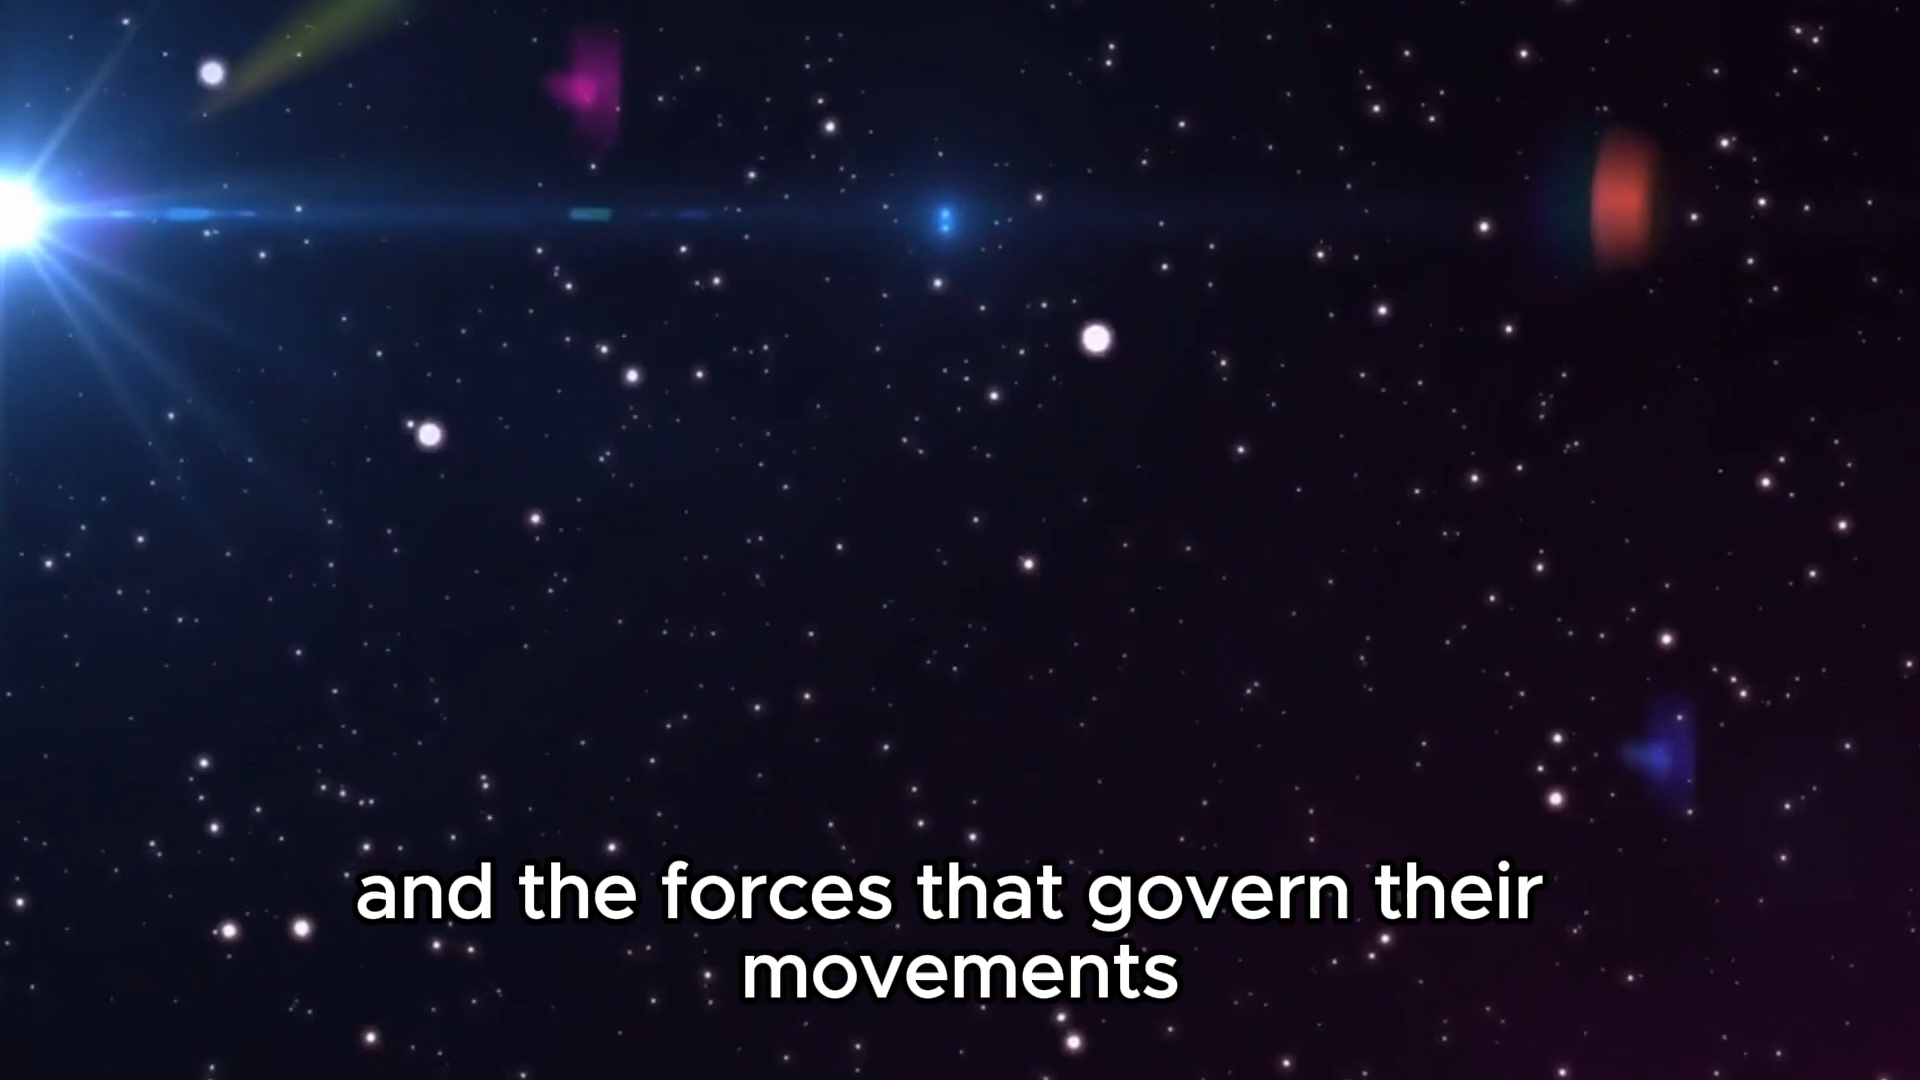 and the forces that govern their
movements